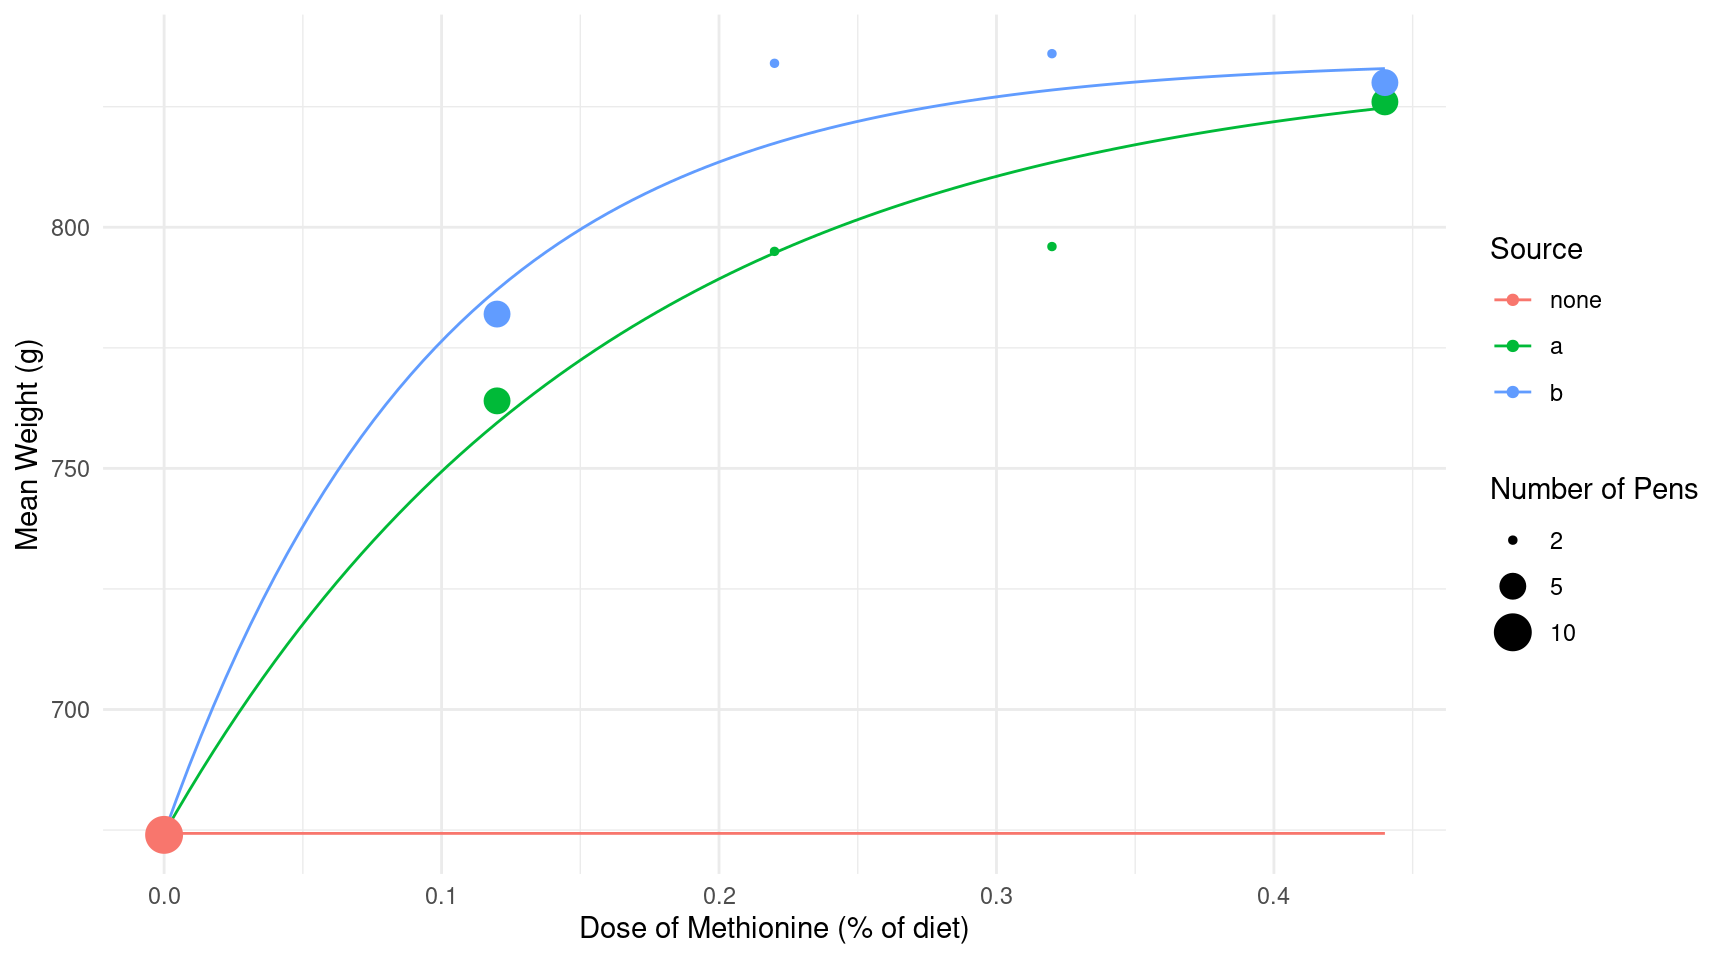 800
750
700
Mean Weight (g)
0.0
0.1
0.2
0.3
0.4
Dose of Methionine (% of diet)
Source
none
a
b
Number of Pens
2
5
10